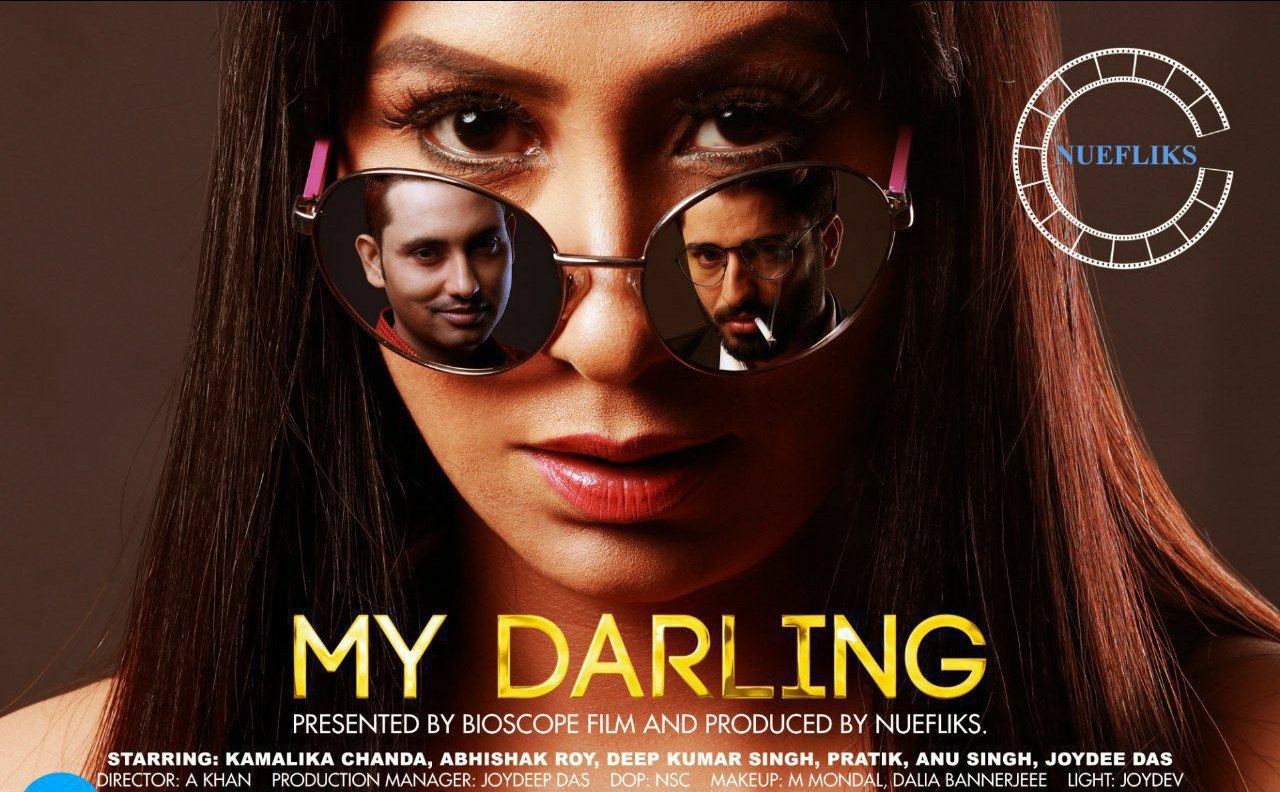 NUEFLIKS
MY DARLING
PRESENTED BY BIOSCOPE FILM AND PRODUCED BY NUEFLIKS.
STARRING: KAMALIKA CHANDA, ABHISHAK ROY, DEEP KUMAR SINGH, PRATIK, ANU SINGH, JOYDEE DAS
DIRECTOR: A KHAN PRODUCTION MANAGER: JOYDEEP DAS DOP: NSC MAKEUP: M MONDAL, DALIA BANNERJEEE LIGHT: JOYDEV